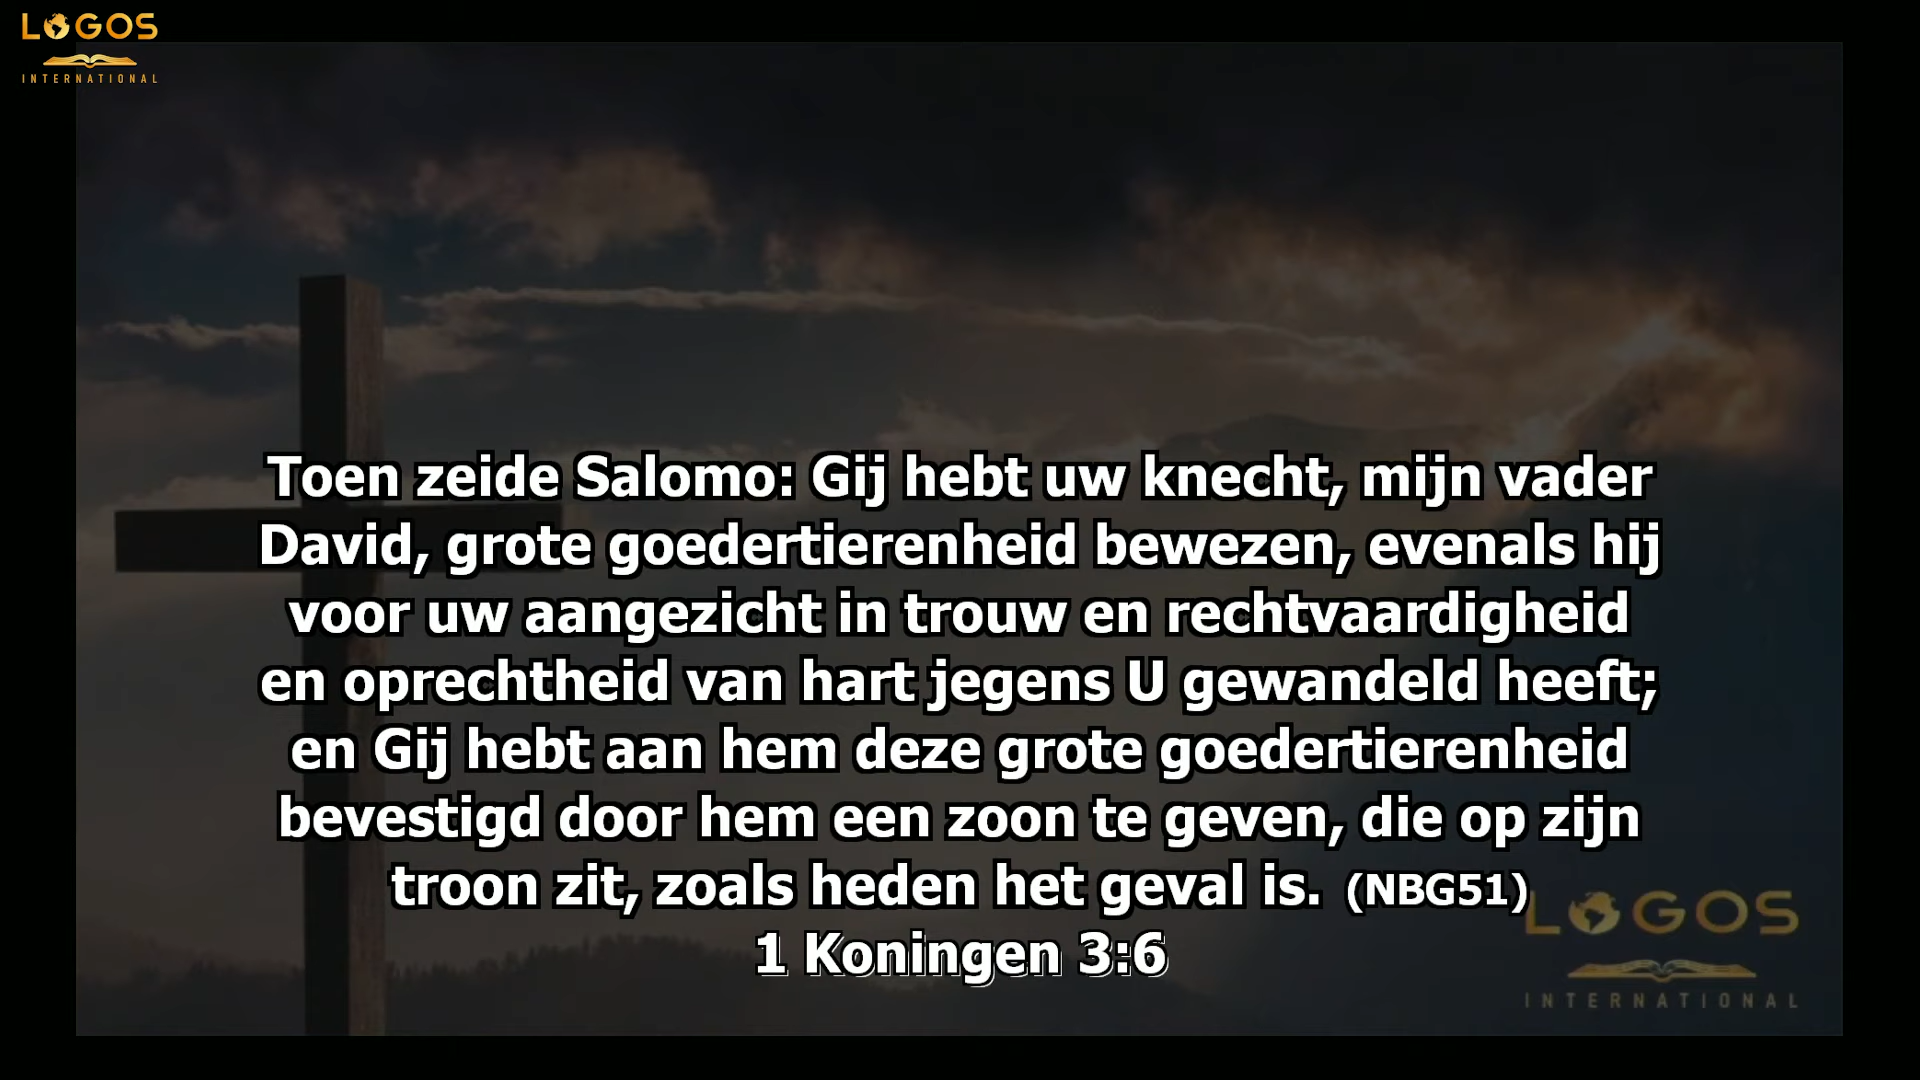 LOGOS
INTERNATIONAL
Toen zeide Salomo: Gij hebt uw knecht, mijn vader
David, grote goedertierenheid bewezen, evenals hij
voor uw aangezicht in trouw en rechtvaardigheid
en oprechtheid van hart jegens U gewandeld heeft;
en Gij hebt aan hem deze grote goedertierenheid
bevestigd door hem een zoon te geven, die op zijn
troon zit, zoals heden het geval is. (NBG51)
1 Koningen 3:6
LOGOS
INTERNATIONAL